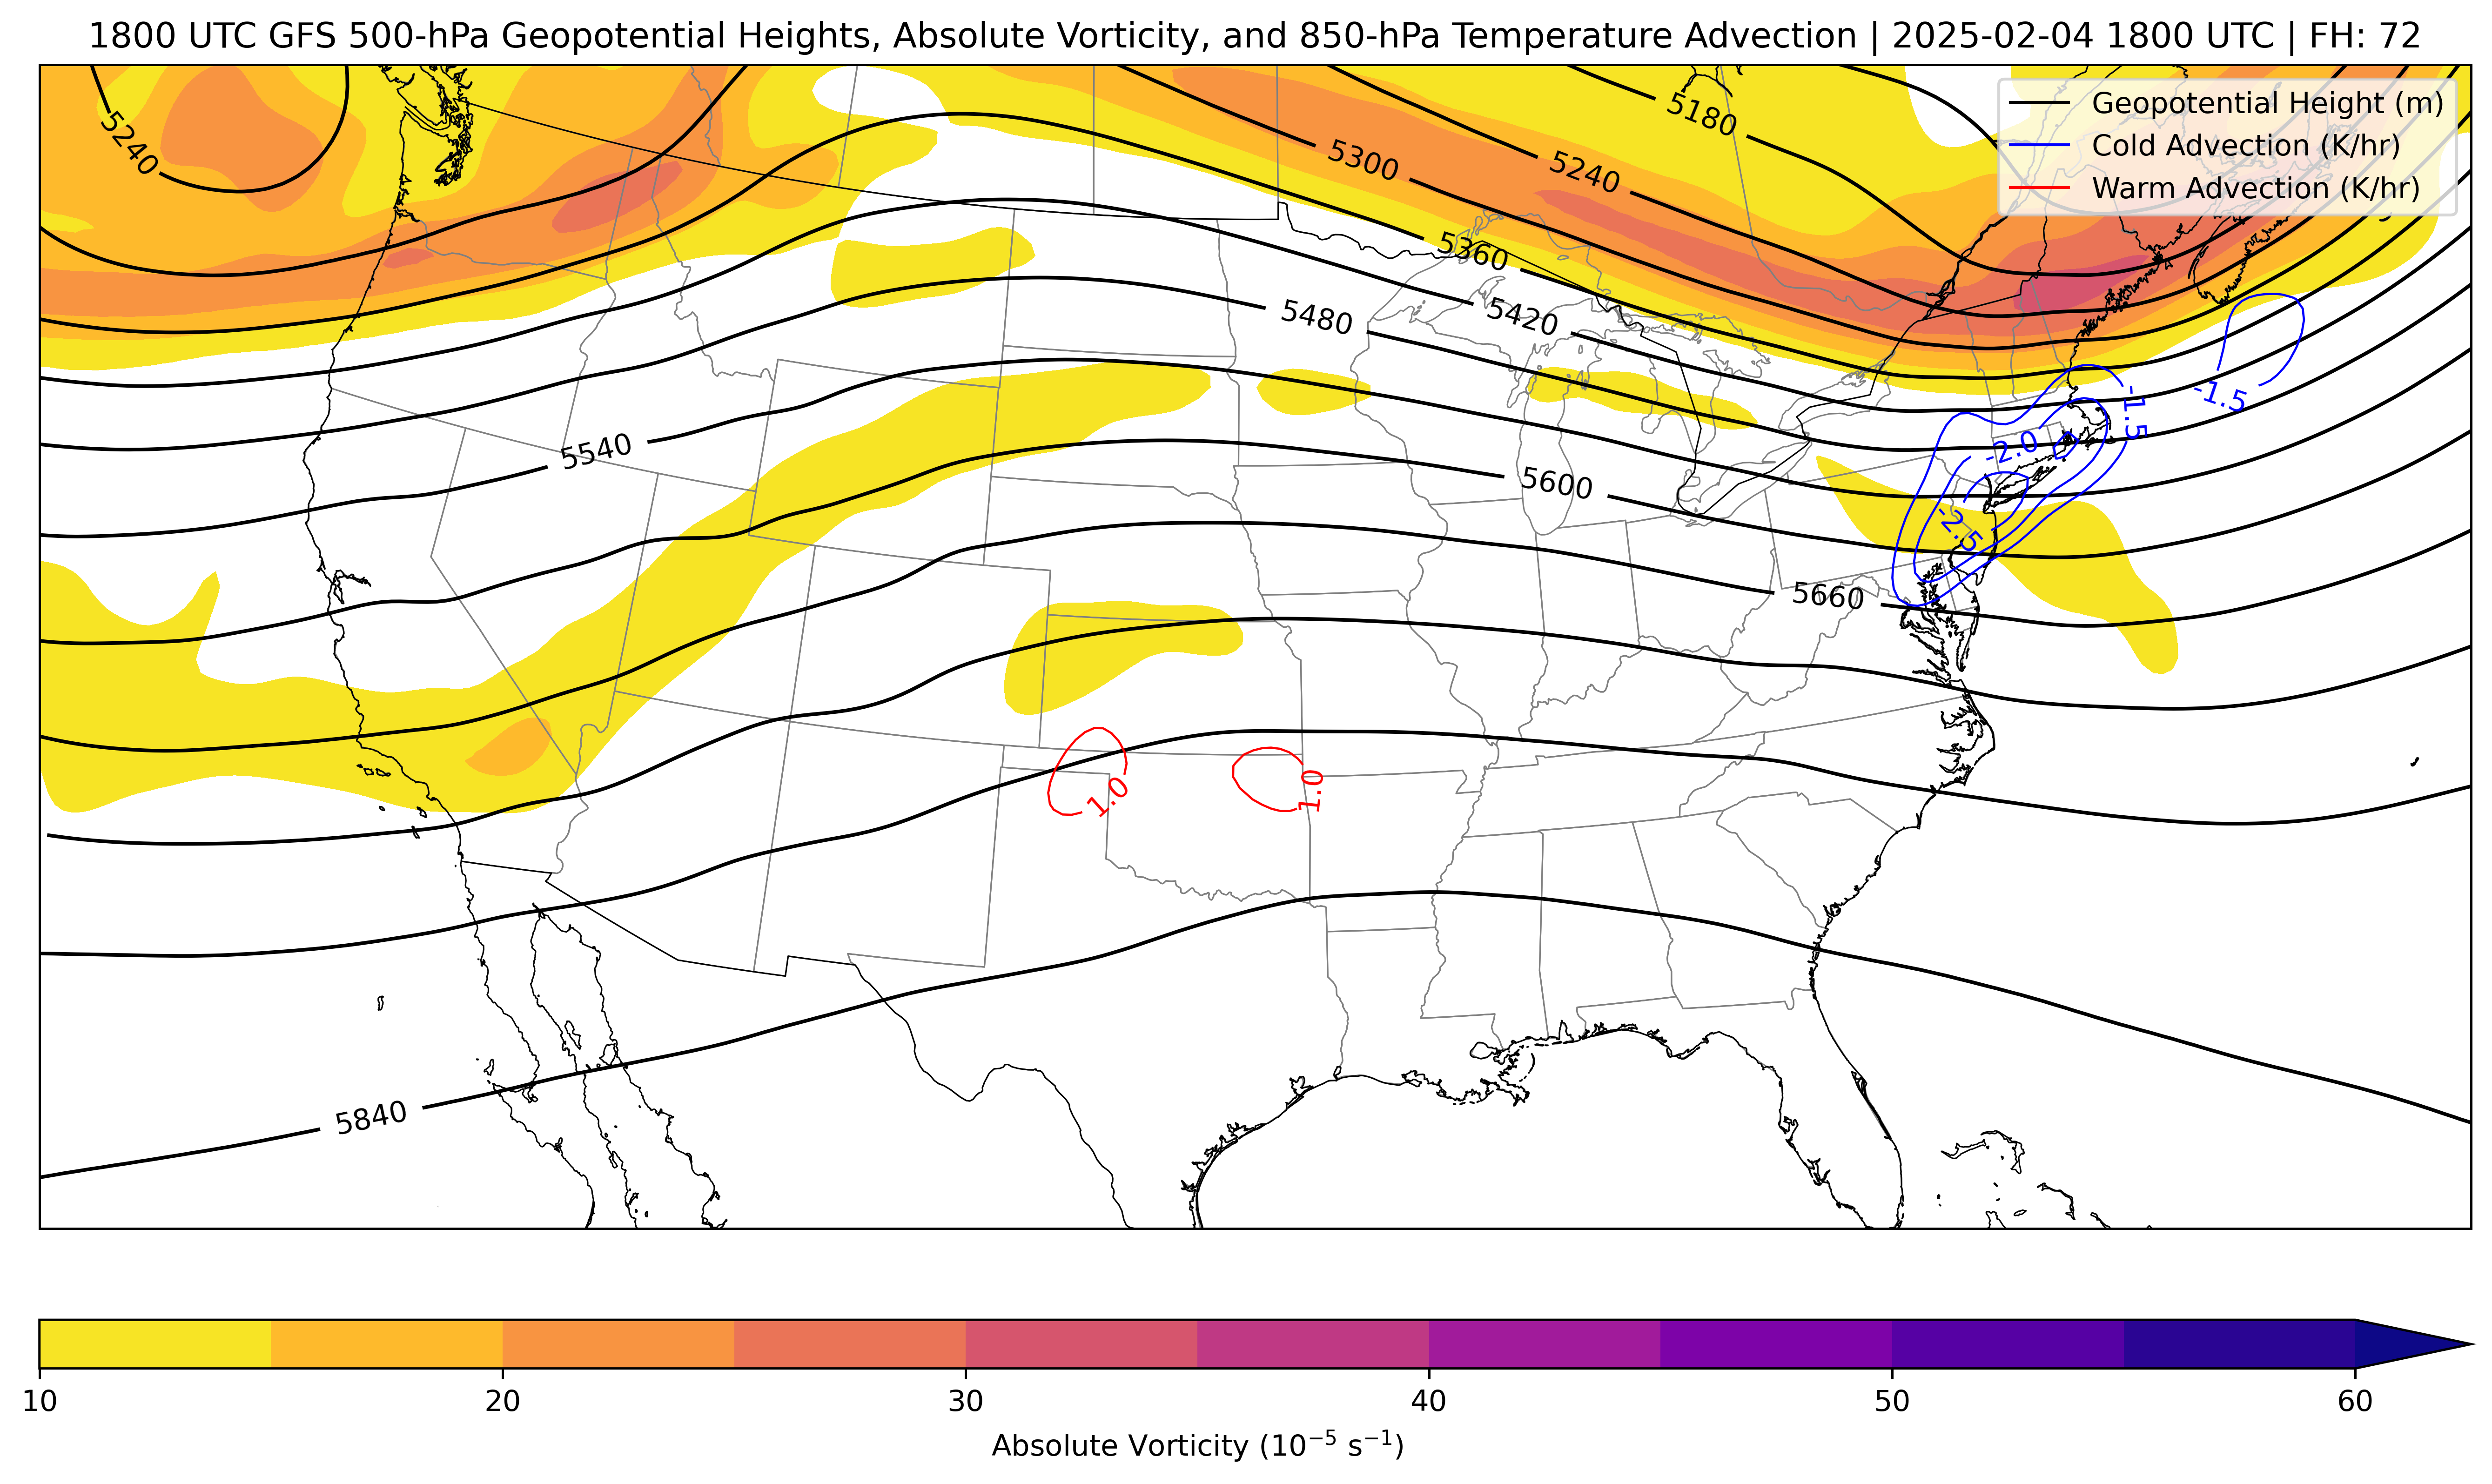 1800 UTC GFS 500-hPa Geopotential Heights, Absolute Vorticity, and 850-hPa Temperature Advection | 2025-02-04 1800 UTC | FH: 72
Geopotential Height (m)
Cold Advection (K/hr)
Warm Advection (K/hr)
5240
5180
5300
5240
5360
5480
5420
-1.5
-1.5
5540
-2.0
5600
-2.5
5660
1.0
1.0
5840
10 20 30 40 50 60
Absolute Vorticity (10⁻⁵ s⁻¹)